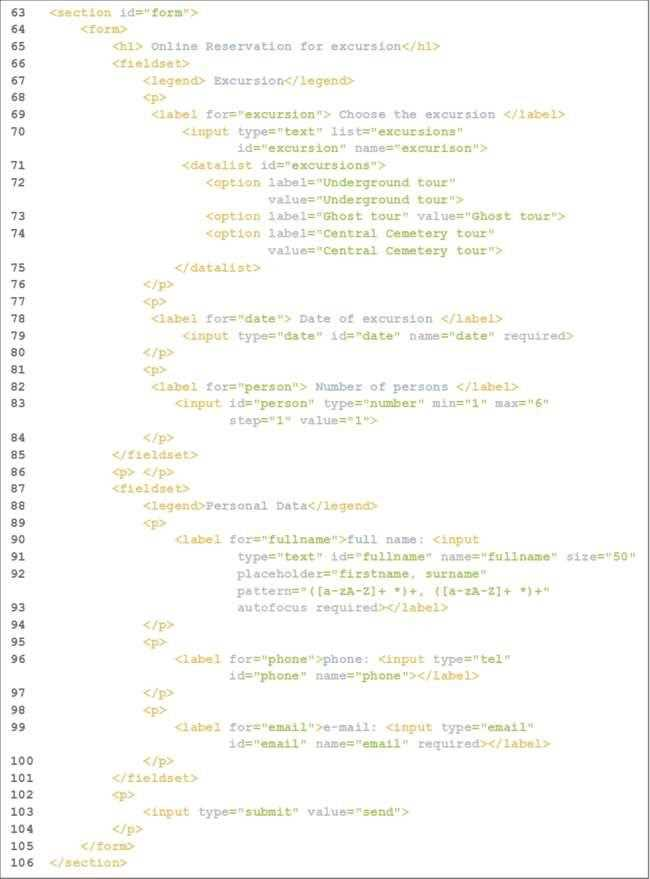 63 <section id="form">
64 <form>
65 <h1> Online Reservation for excursion</h1>
66 <fieldset>
67 <legend> Excursion</legend>
68 <p>
69 <label for="excursion"> Choose the excursion </label>
70 <input type="text" list="excursions"
id="excursion" name="excurison">
71 <datalist id="excursions">
72 <option label="Underground tour"
value="Underground tour">
73 <option label="Ghost tour" value="Ghost tour">
74 <option label="Central Cemetery tour"
value="Central Cemetery tour">
75 </datalist>
76 </p>
77 <p>
78 <label for="date"> Date of excursion </label>
79 <input type="date" id="date" name="date" required>
80 </p>
81 <p>
82 <label for="person"> Number of persons </label>
83 <input id="person" type="number" min="1" max="6"
step="1" value="1">
84 </p>
85 </fieldset>
86 <p> </p>
87 <fieldset>
88 <legend>Personal Data</legend>
89 <p>
90 <label for="fullname">full name: <input
91 type="text" id="fullname" name="fullname" size="50"
92 placeholder="firstname, surname"
pattern="([a-zA-Z]+ *)+, ([a-zA-Z]+ *)+"
93 autofocus required></label>
94 </p>
95 <p>
96 <label for="phone">phone: <input type="tel"
id="phone" name="phone"></label>
97 </p>
98 <p>
99 <label for="email">e-mail: <input type="email"
id="email" name="email" required></label>
100 </p>
101 </fieldset>
102 <p>
103 <input type="submit" value="send">
104 </p>
105 </form>
106 </section>